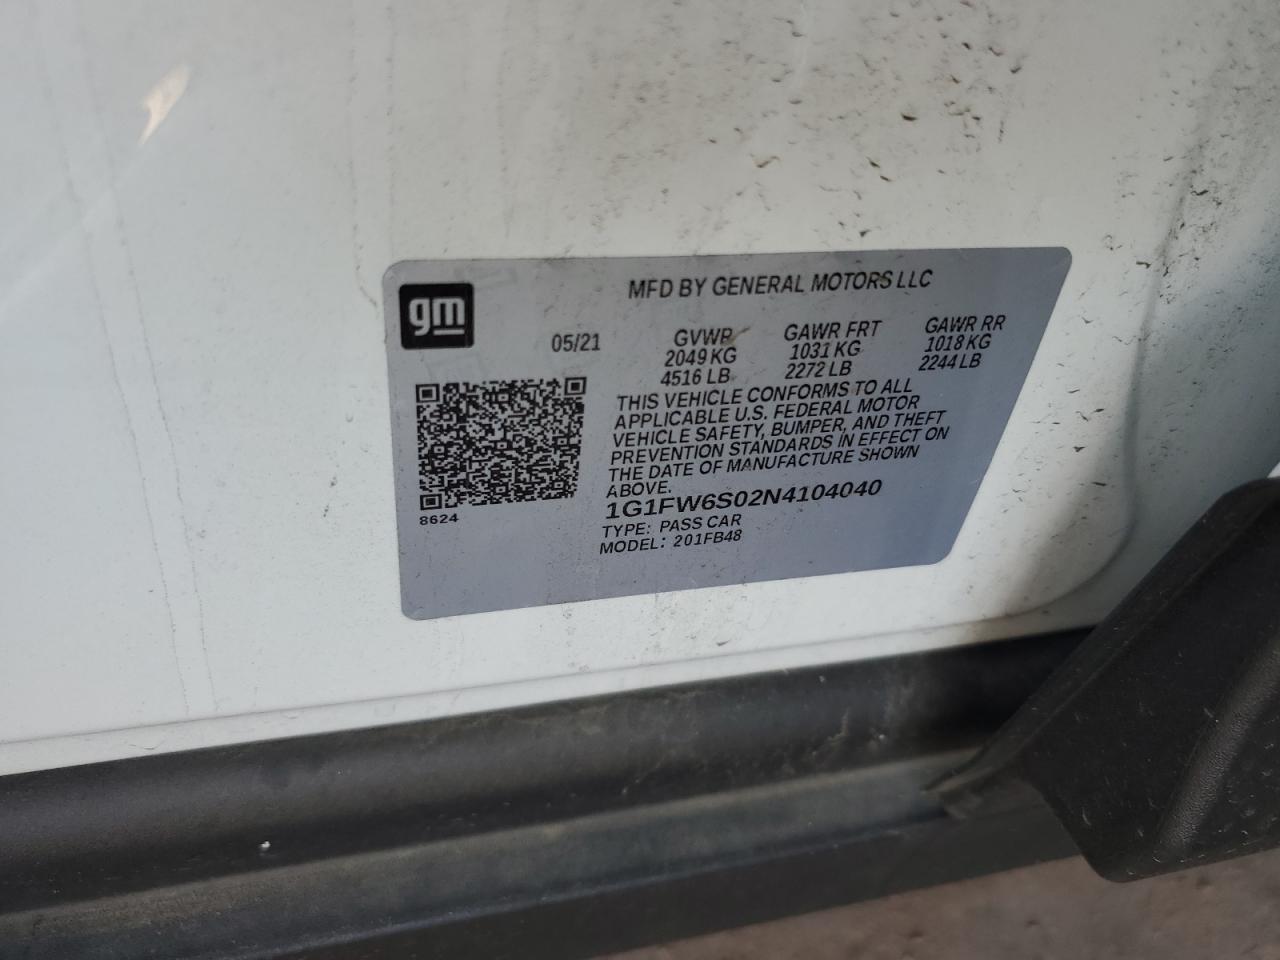 gm
MFD BY GENERAL MOTORS LLC
05/21 GVWR GAWR FRT GAWR RR
2049 KG 1031 KG 1018 KG
4516 LB 2272 LB 2244 LB
THIS VEHICLE CONFORMS TO ALL
APPLICABLE U.S. FEDERAL MOTOR
VEHICLE SAFETY, BUMPER, AND THEFT
PREVENTION STANDARDS IN EFFECT ON
THE DATE OF MANUFACTURE SHOWN
ABOVE.
1G1FW6S02N4104040
TYPE: PASS CAR
MODEL: 201FB48
8624